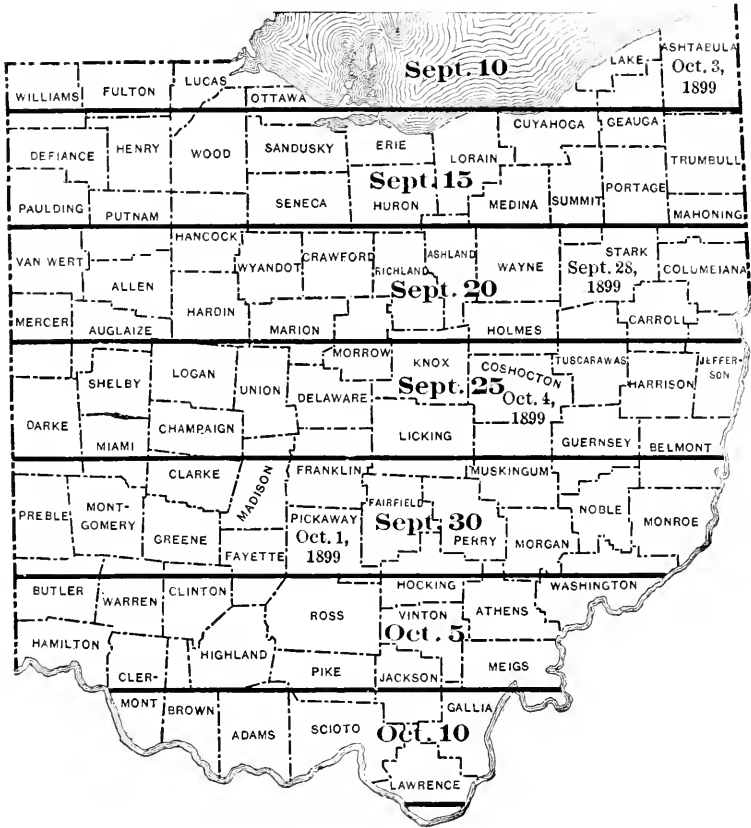 Sept. 10
LAKE
ASHTABULA
Oct. 3,
1899
WILLIAMS
FULTON
LUCAS
OTTAWA
DEFIANCE
HENRY
WOOD
SANDUSKY
ERIE
LORAIN
CUYAHOGA
GEAUGA
TRUMBULL
Sept. 15
PAULDING
PUTNAM
SENECA
HURON
MEDINA
SUMMIT
PORTAGE
MAHONING
HANCOCK
VAN WERT
ALLEN
WYANDOT
CRAWFORD
RICHLAND
ASHLAND
WAYNE
STARK
Sept. 28,
1899
COLUMBIANA
Sept. 20
MERCER
AUGLAIZE
HARDIN
MARION
HOLMES
CARROLL
MORROW
SHELBY
LOGAN
UNION
DELAWARE
KNOX
COSHOCTON
Oct. 4,
1899
TUSCARAWAS
HARRISON
JEFFER-
SON
Sept. 25
DARKE
MIAMI
CHAMPAIGN
LICKING
GUERNSEY
BELMONT
CLARKE
MADISON
FRANKLIN
MUSKINGUM
PREBLE
MONT-
GOMERY
GREENE
FAYETTE
PICKAWAY
Oct. 1,
1899
FAIRFIELD
Sept. 30
PERRY
MORGAN
NOBLE
MONROE
BUTLER
WARREN
CLINTON
ROSS
HOCKING
VINTON
ATHENS
WASHINGTON
Oct. 5
HAMILTON
CLER-
MONT
HIGHLAND
PIKE
JACKSON
MEIGS
BROWN
ADAMS
SCIOTO
GALLIA
Oct. 10
LAWRENCE